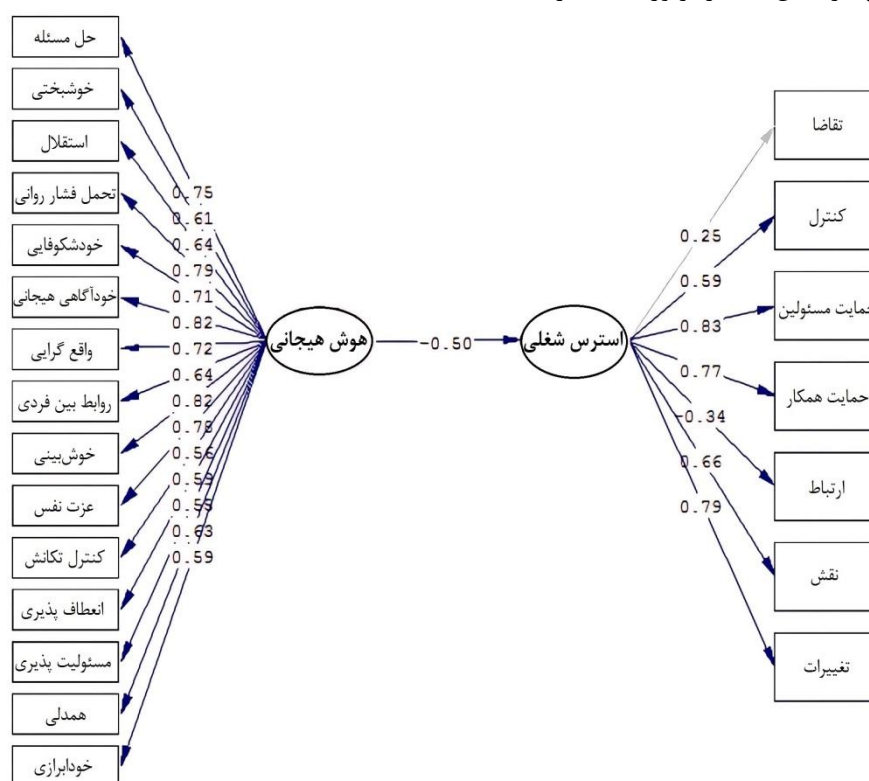 حل مسئله
خوشبختی
استقلال
تحمل فشار روانی
خودشکوفایی
خودآگاهی هیجانی
واقع گرایی
روابط بین فردی
خوش‌بینی
عزت نفس
کنترل تکانش
انعطاف پذیری
مسئولیت پذیری
همدلی
خودابرازی
0.75
0.61
0.64
0.79
0.71
0.82
0.72
0.64
0.82
0.78
0.56
0.63
0.59
هوش هیجانی
-0.50
استرس شغلی
0.25
0.59
0.83
0.77
-0.34
0.66
0.79
تقاضا
کنترل
حمایت مسئولین
حمایت همکار
ارتباط
نقش
تغییرات